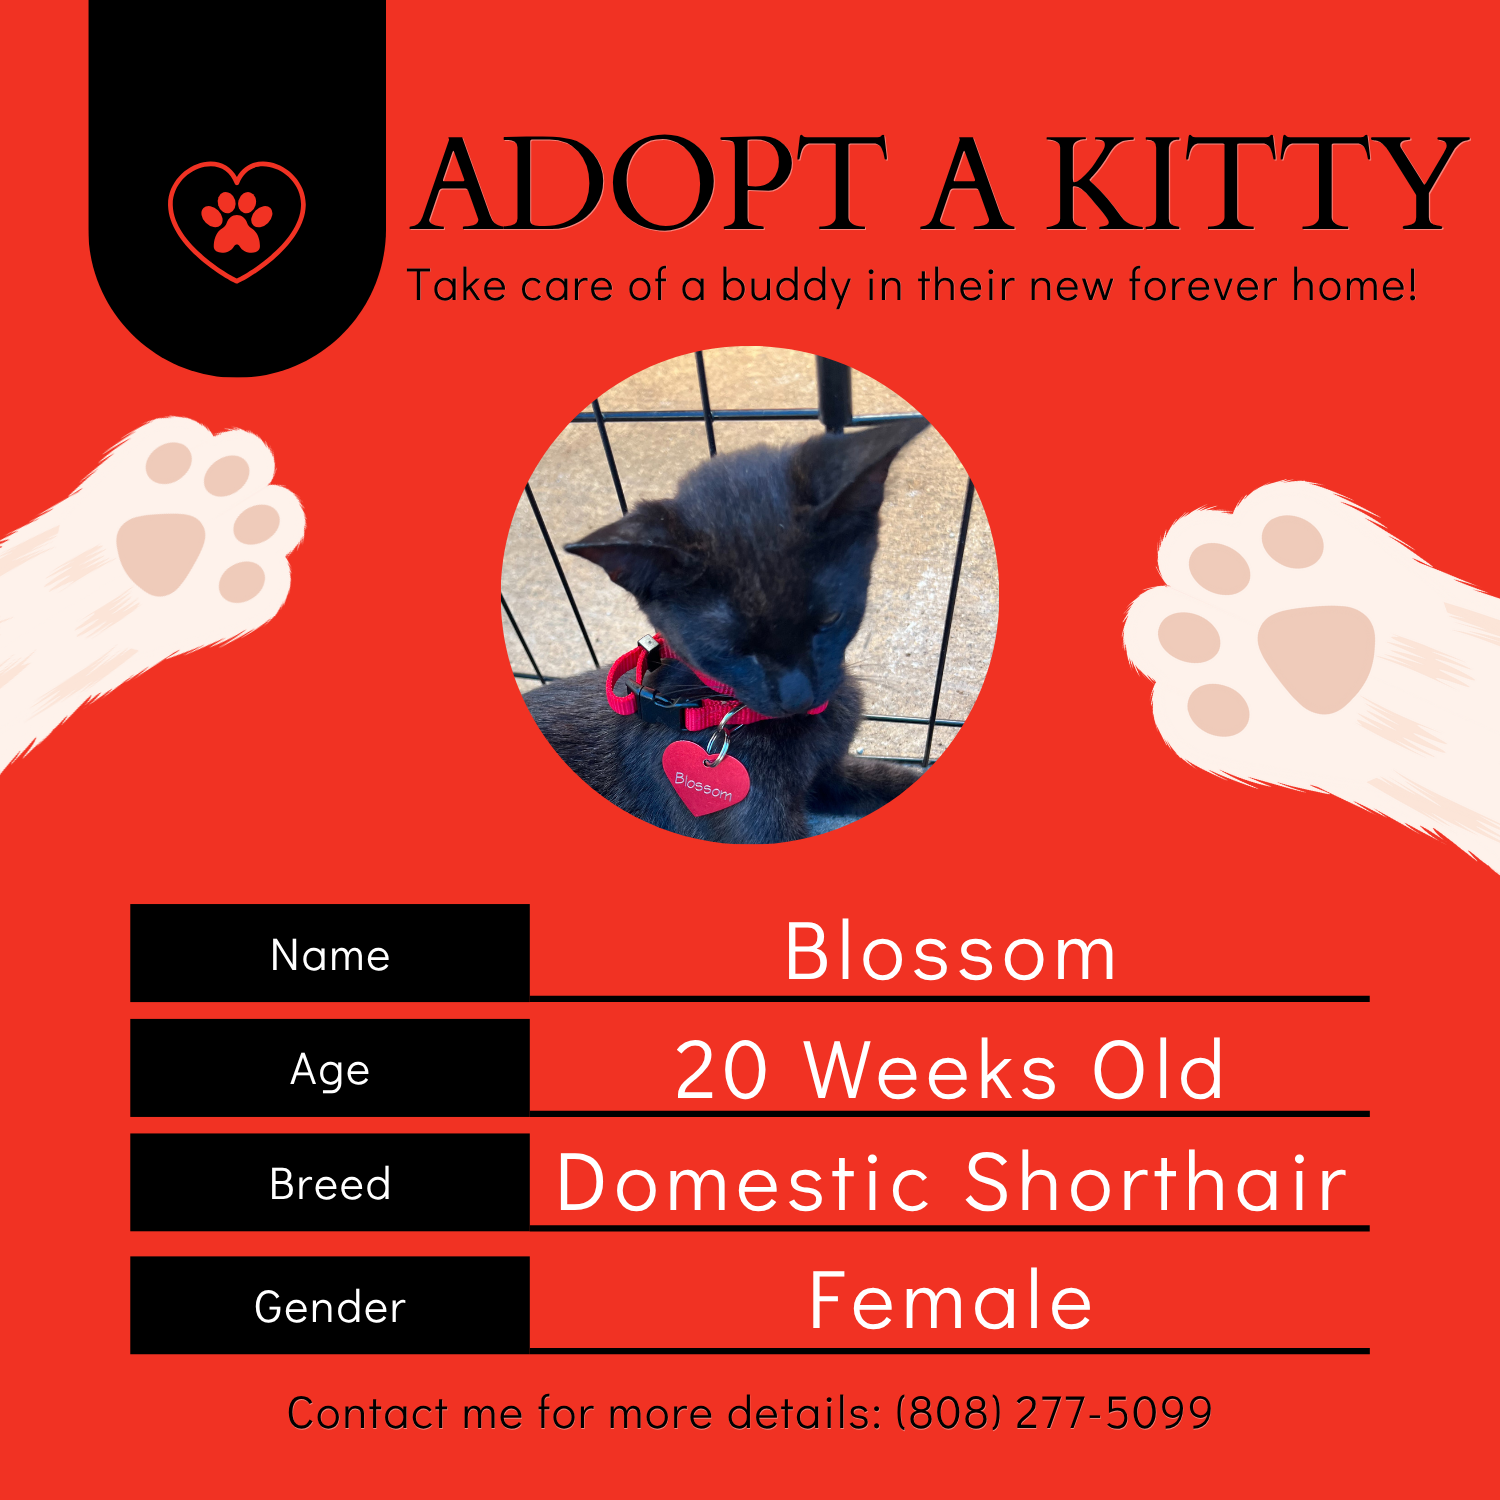 ADOPT A KITTY
Take care of a buddy in their new forever home!
Blossom
Name Blossom
Age 20 Weeks Old
Breed Domestic Shorthair
Gender Female
Contact me for more details: (808) 277-5099